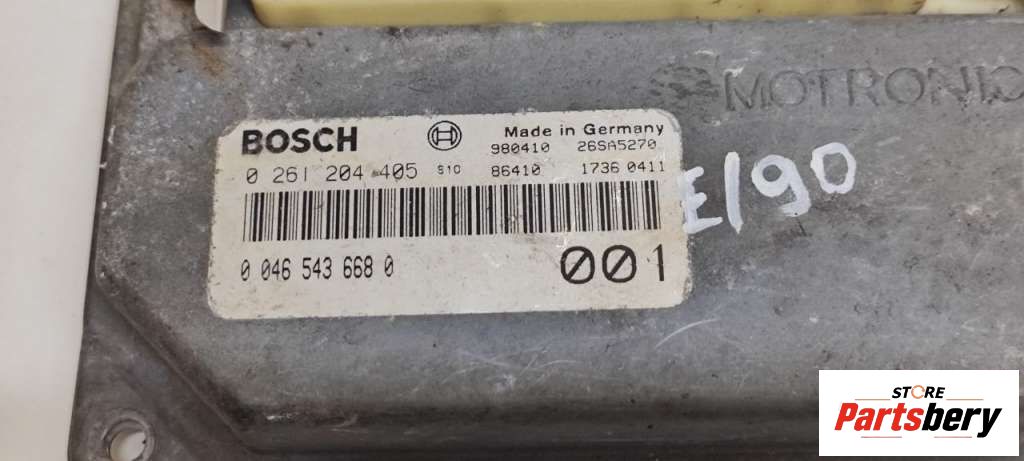 MOTRONIC
BOSCH
Made in Germany
980410 26SA5270
0 261 204 405 S10 86410 1736 0411
0 046 543 668 0
001
E/90
STORE
Partsbery